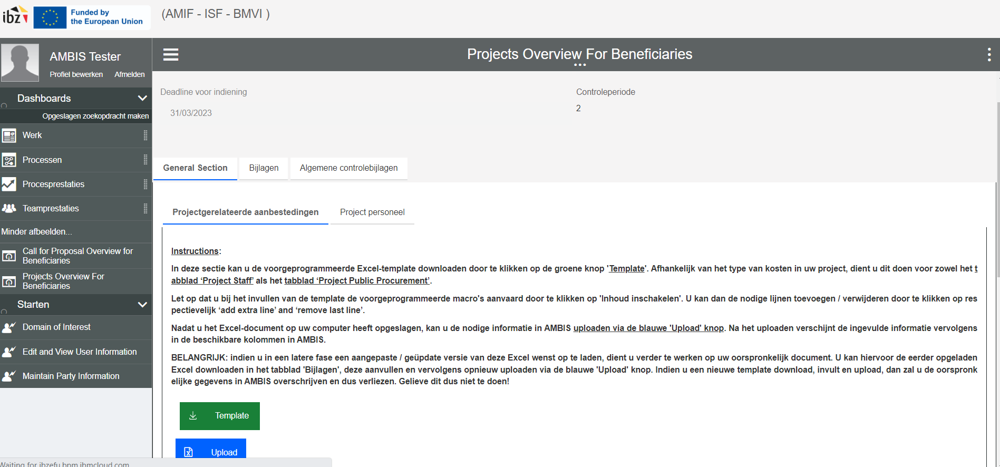 ibz
Funded by
the European Union
(AMIF - ISF - BMVI )
AMBIS Tester
Profiel bewerken Afmelden
Dashboards
Opgeslagen zoekopdracht maken
Werk
Processen
Procesprestaties
Teamprestaties
Minder afbeelden...
Call for Proposal Overview for
Beneficiaries
Projects Overview For
Beneficiaries
Starten
Domain of Interest
Edit and View User Information
Maintain Party Information
Projects Overview For Beneficiaries
Deadline voor indiening
31/03/2023
Controleperiode
2
General Section Bijlagen Algemene controlebijlagen
Projectgerelateerde aanbestedingen Project personeel
Instructions:
In deze sectie kan u de voorgeprogrammeerde Excel-template downloaden door te klikken op de groene knop 'Template'. Afhankelijk van het type van kosten in uw project, dient u dit doen voor zowel het t
abblad ‘Project Staff’ als het tabblad ‘Project Public Procurement’.
Let op dat u bij het invullen van de template de voorgeprogrammeerde macro's aanvaard door te klikken op 'Inhoud inschakelen'. U kan dan de nodige lijnen toevoegen / verwijderen door te klikken op res
pectievelijk ‘add extra line’ and ‘remove last line’.
Nadat u het Excel-document op uw computer heeft opgeslagen, kan u de nodige informatie in AMBIS uploaden via de blauwe 'Upload' knop. Na het uploaden verschijnt de ingevulde informatie vervolgens
in de beschikbare kolommen in AMBIS.
BELANGRIJK: indien u in een latere fase een aangepaste / geüpdate versie van deze Excel wenst op te laden, dient u verder te werken op uw oorspronkelijk document. U kan hiervoor de eerder opgeladen
Excel downloaden in het tabblad 'Bijlagen', deze aanvullen en vervolgens opnieuw uploaden via de blauwe 'Upload' knop. Indien u een nieuwe template download, invult en upload, dan zal u de oorspronk
elijke gegevens in AMBIS overschrijven en dus verliezen. Gelieve dit dus niet te doen!
Template
Upload
Waiting for ibzefu.bpm.ibmcloud.com